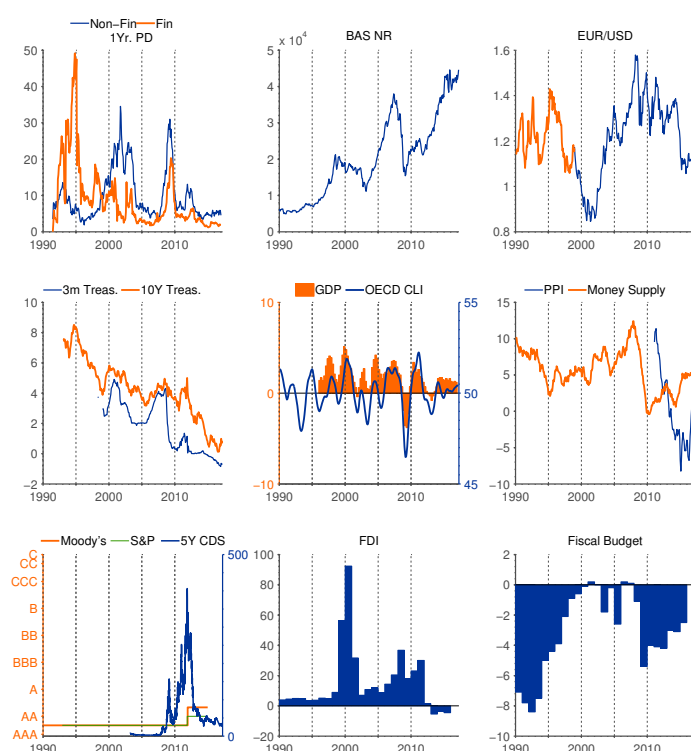 Non−Fin Fin
1Yr. PD
50
40
30
20
10
0
1990 2000 2010
5 x 10^4
BAS NR
4
3
2
1
0
1990 2000 2010
EUR/USD
1.6
1.4
1.2
1
0.8
1990 2000 2010
3m Treas. 10Y Treas.
10
8
6
4
2
0
−2
1990 2000 2010
GDP OECD CLI
10 55
0 50
−10 45
1990 2000 2010
PPI Money Supply
15
10
5
0
−5
−10
1990 2000 2010
Moody's S&P 5Y CDS
C 500
CC
CCC
B
BB
BBB
A
AA
AAA 0
1990 2000 2010
FDI
100
80
60
40
20
0
−20
1990 2000 2010
Fiscal Budget
2
0
−2
−4
−6
−8
−10
1990 2000 2010